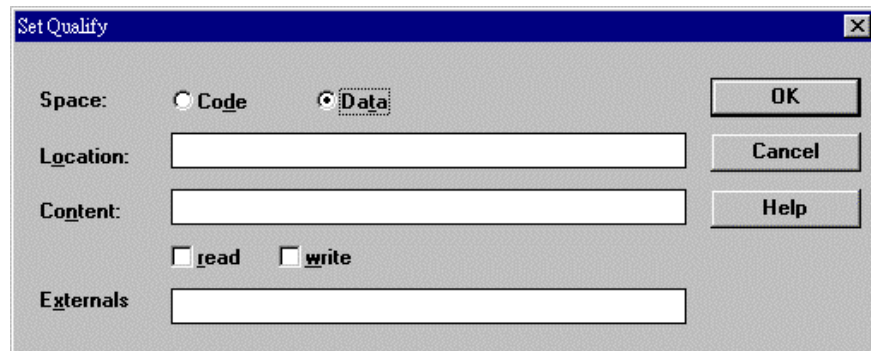 Set Qualify
Space: Code Data OK
Location: Cancel
Content: Help
read write
Externals